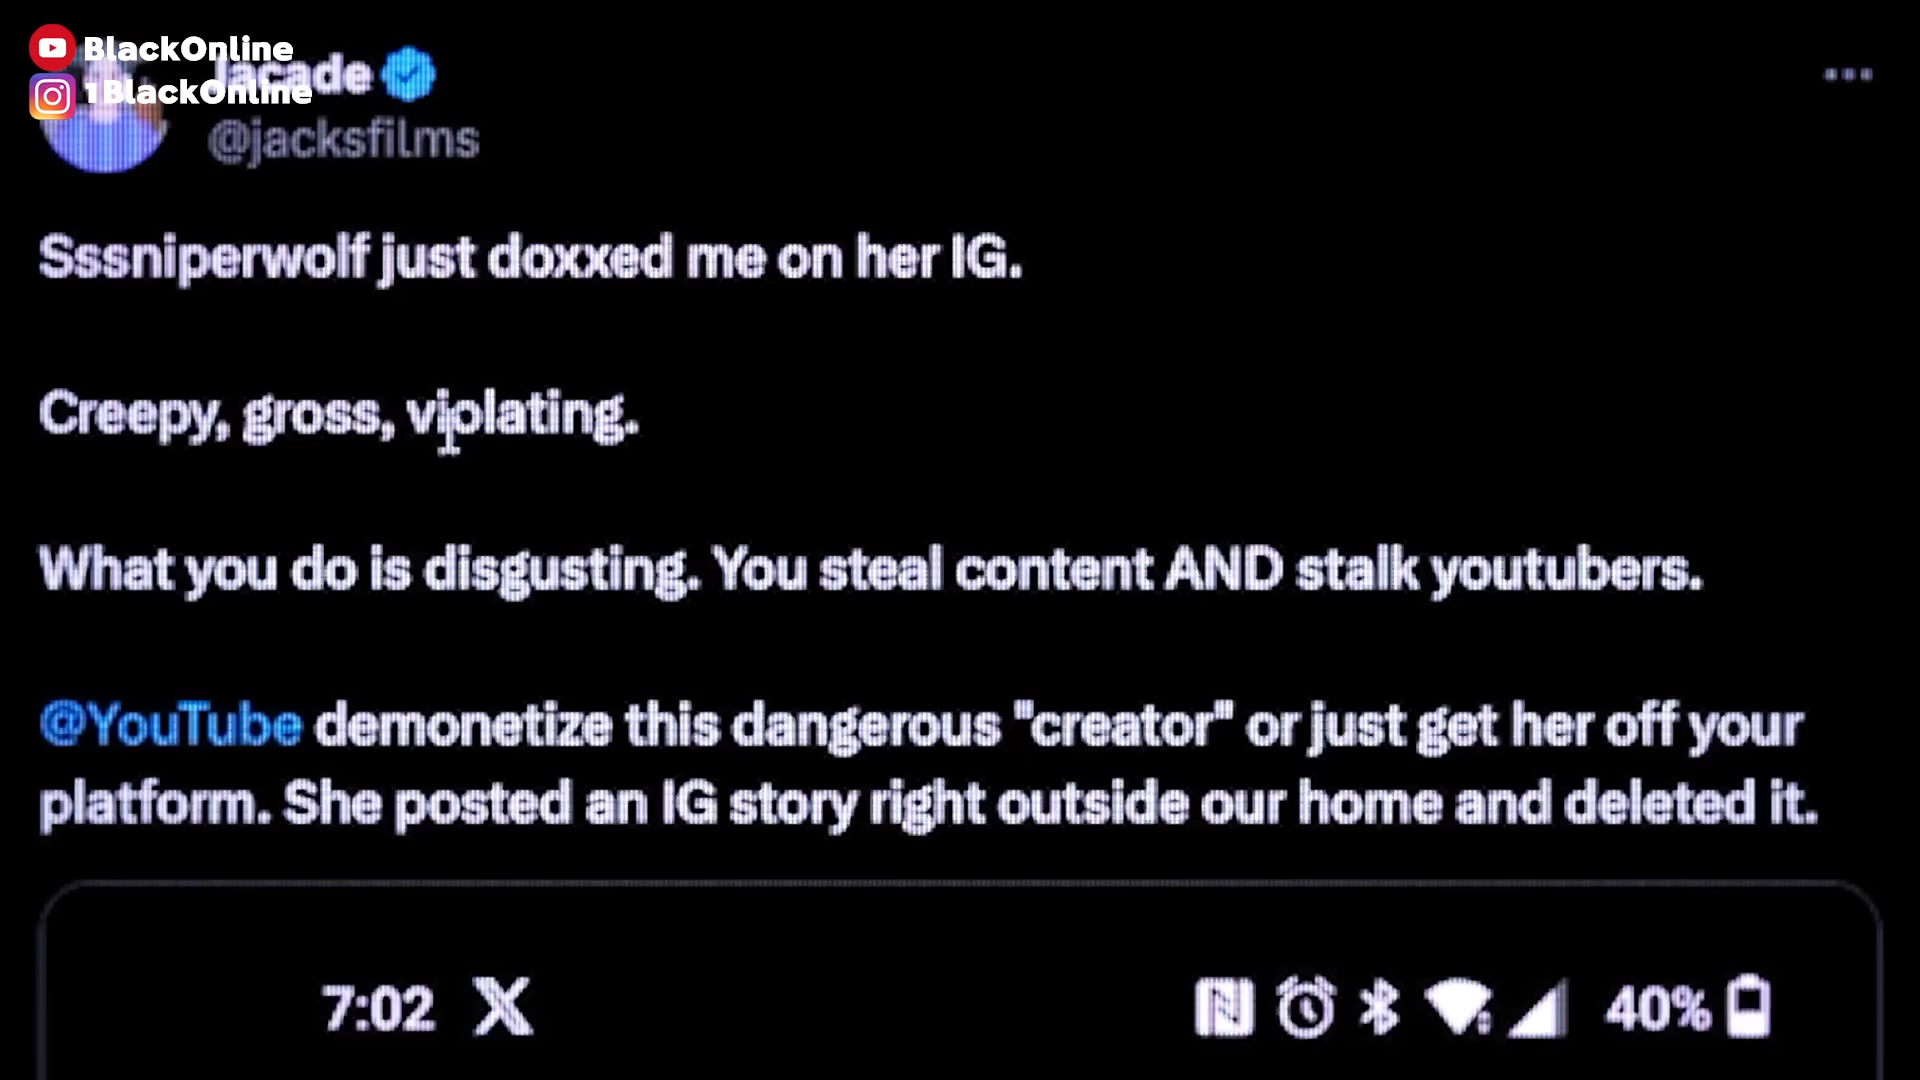 BlackOnline
1BlackOnline
Jacade
@jacksfilms
Sssniperwolf just doxxed me on her IG.
Creepy, gross, violating.
What you do is disgusting. You steal content AND stalk youtubers.
@YouTube demonetize this dangerous "creator" or just get her off your
platform. She posted an IG story right outside our home and deleted it.
7:02 X
40%